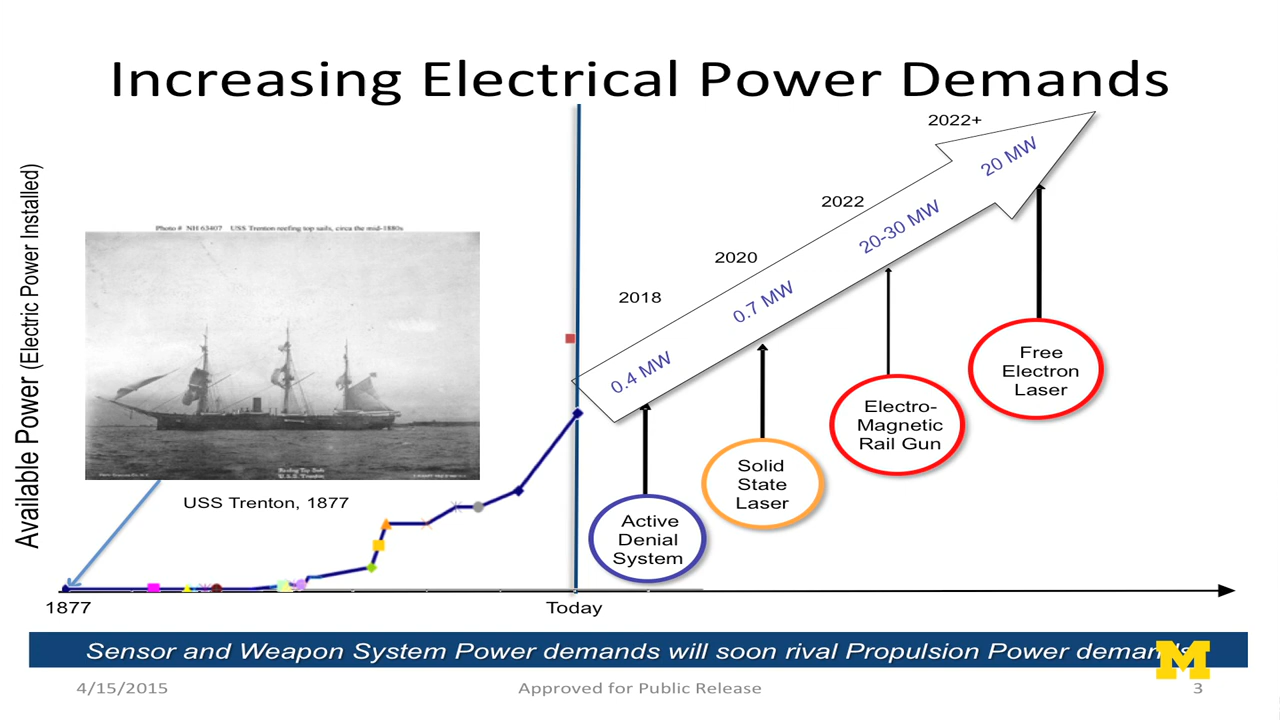 Increasing Electrical Power Demands
Available Power (Electric Power Installed)
Photo # NH 63407 USS Trenton reefing top sails, circa the mid-1880s
USS Trenton, 1877
2018
2020
2022
2022+
0.4 MW
0.7 MW
20-30 MW
20 MW
Active
Denial
System
Solid
State
Laser
Electro-
Magnetic
Rail Gun
Free
Electron
Laser
1877
Today
Sensor and Weapon System Power demands will soon rival Propulsion Power demands
M
4/15/2015
Approved for Public Release
3